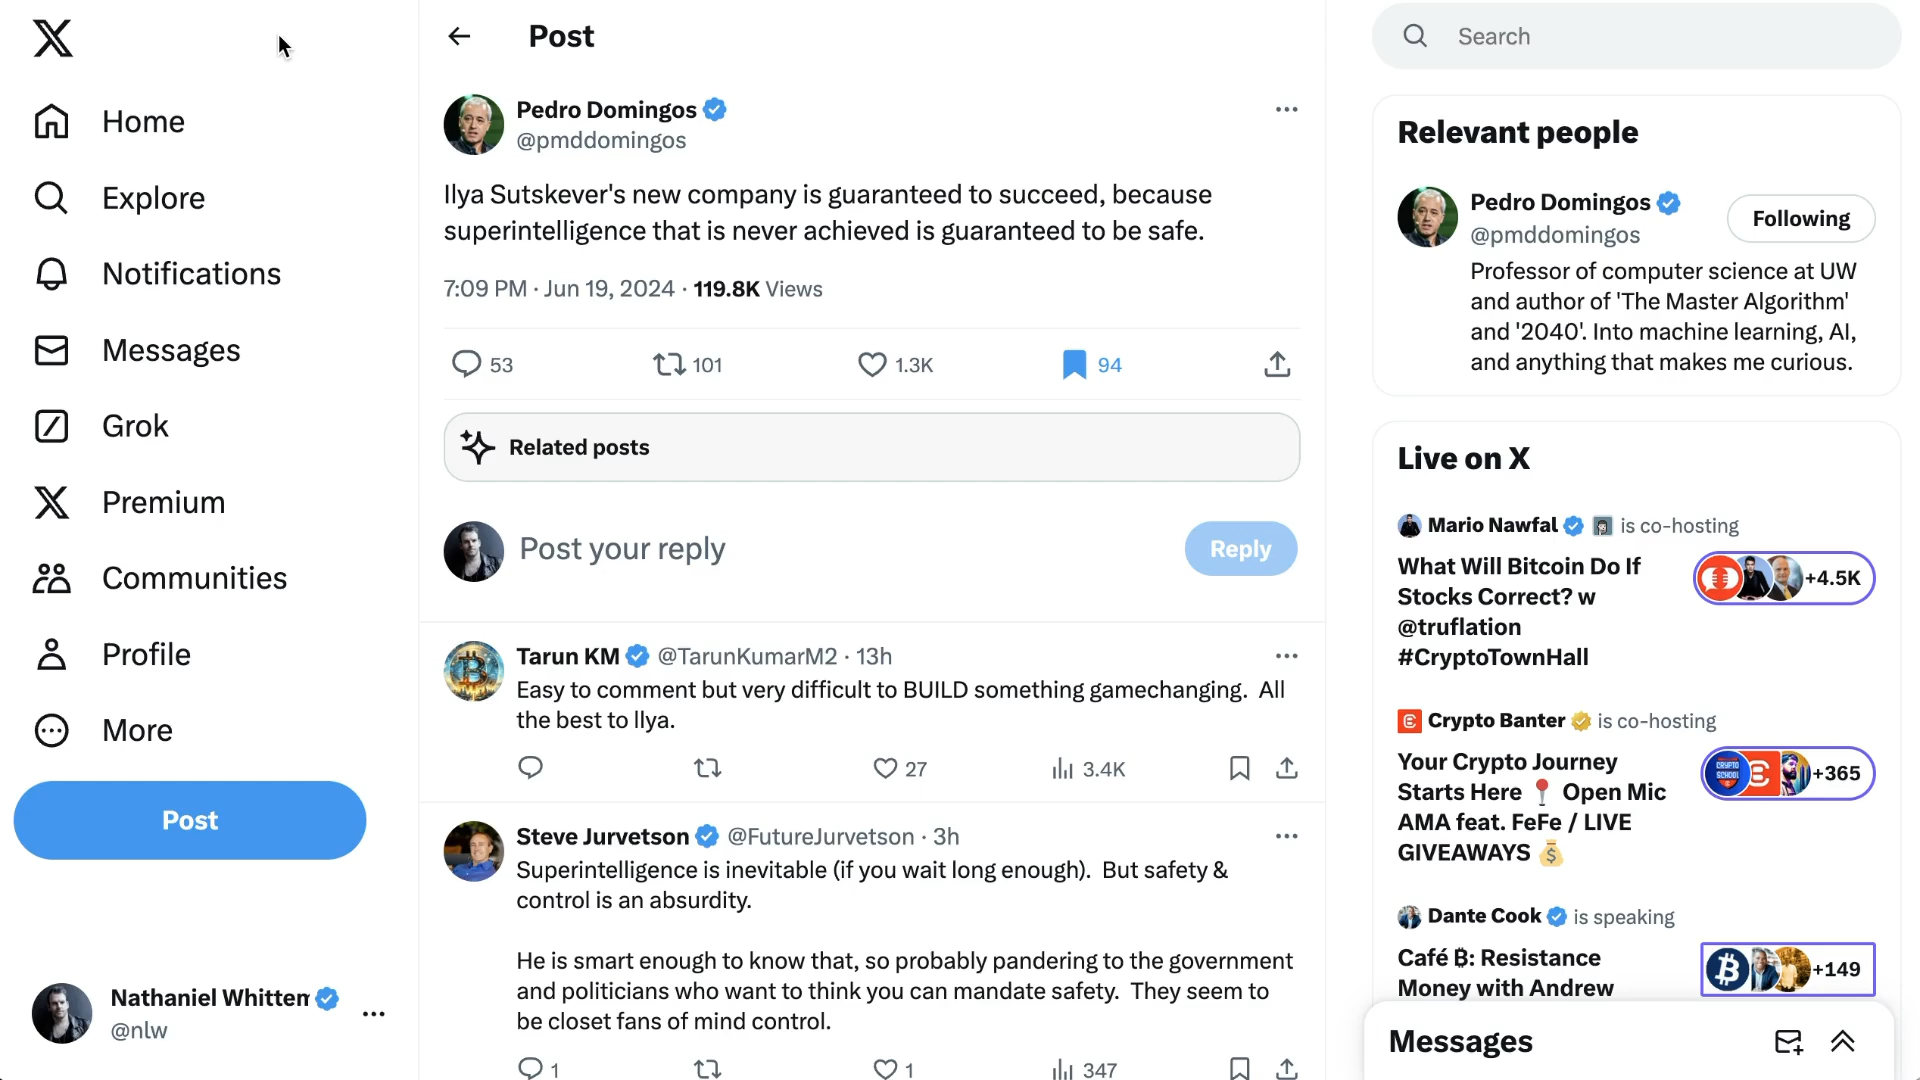 Home
Explore
Notifications
Messages
Grok
Premium
Communities
Profile
More
Post
Nathaniel Whittem
@nlw
Post
Pedro Domingos
@pmddomingos
Ilya Sutskever's new company is guaranteed to succeed, because
superintelligence that is never achieved is guaranteed to be safe.
7:09 PM · Jun 19, 2024 · 119.8K Views
53 101 1.3K 94
Related posts
Post your reply
Reply
Tarun KM @TarunKumarM2 · 13h
Easy to comment but very difficult to BUILD something gamechanging. All
the best to llya.
27 3.4K
Steve Jurvetson @FutureJurvetson · 3h
Superintelligence is inevitable (if you wait long enough). But safety &
control is an absurdity.
He is smart enough to know that, so probably pandering to the government
and politicians who want to think you can mandate safety. They seem to
be closet fans of mind control.
1 1 347
Search
Relevant people
Pedro Domingos
@pmddomingos
Following
Professor of computer science at UW
and author of 'The Master Algorithm'
and '2040'. Into machine learning, AI,
and anything that makes me curious.
Live on X
Mario Nawfal is co-hosting
What Will Bitcoin Do If
Stocks Correct? w
@truflation
#CryptoTownHall
+4.5K
Crypto Banter is co-hosting
Your Crypto Journey
Starts Here 📍 Open Mic
AMA feat. FeFe / LIVE
GIVEAWAYS 💰
CRYPTO
SCHOOL
+365
Dante Cook is speaking
Café ₿: Resistance
Money with Andrew
+149
Messages